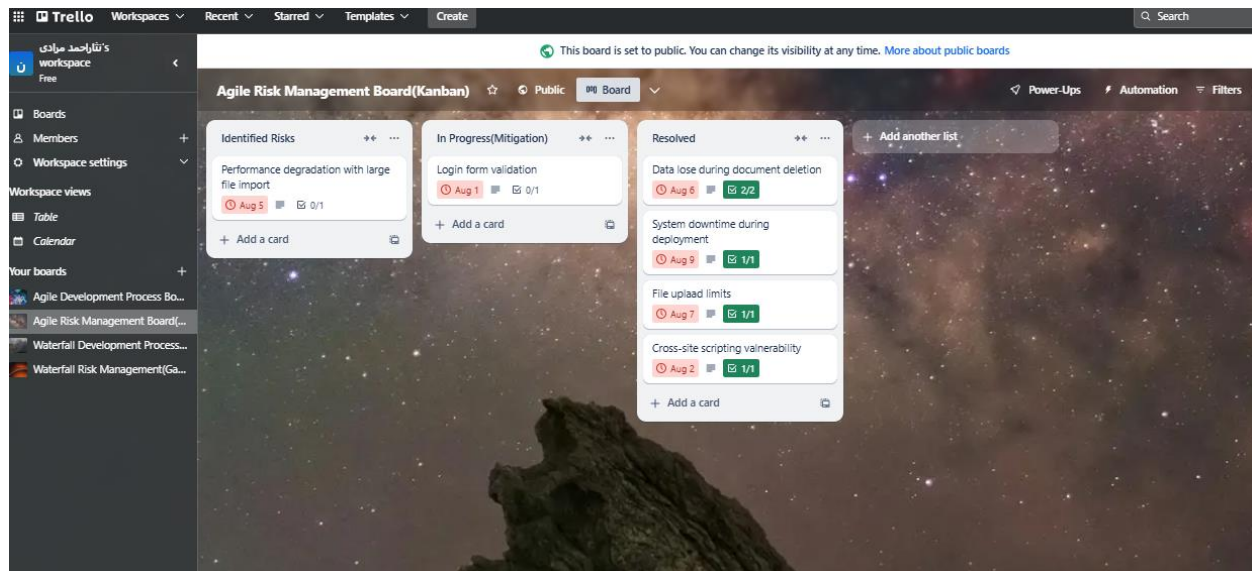 Trello Workspaces Recent Starred Templates Create Search
نثاراحمد مرادی's
workspace
Free
ن
This board is set to public. You can change its visibility at any time. More about public boards
Agile Risk Management Board(Kanban) Public Board Power-Ups Automation Filters
Boards
Members
Workspace settings
Workspace views
Table
Calendar
Your boards
Agile Development Process Bo...
Agile Risk Management Board(...
Waterfall Development Process...
Waterfall Risk Management(Ga...
Identified Risks
Performance degradation with large
file import
Aug 5 0/1
+ Add a card
In Progress(Mitigation)
Login form validation
Aug 1 0/1
+ Add a card
Resolved
Data lose during document deletion
Aug 6 2/2
System downtime during
deployment
Aug 9 1/1
File uplaad limits
Aug 7 1/1
Cross-site scripting valnerability
Aug 2 1/1
+ Add a card
+ Add another list